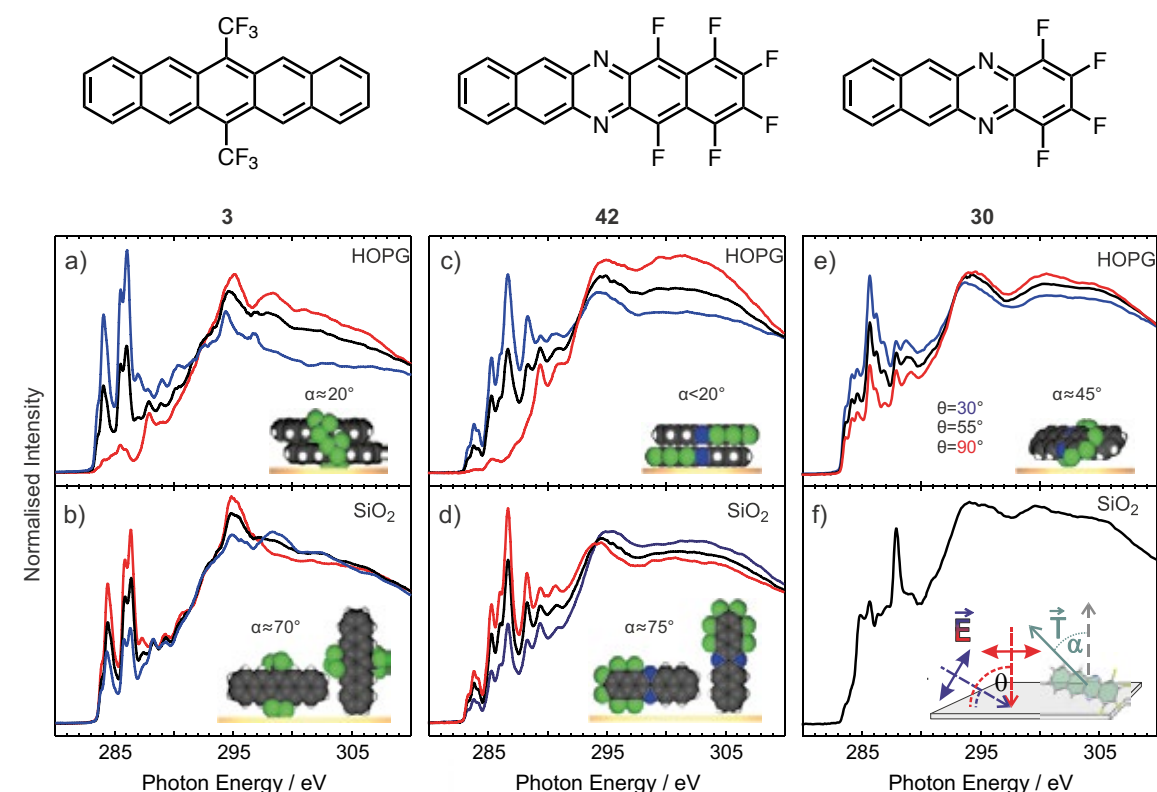 CF3
CF3
F F
N F
N F
F F
F
N F
N F
F
3
42
30
a) HOPG
α≈20°
c) HOPG
α<20°
e) HOPG
α≈45°
θ=30°
θ=55°
θ=90°
b) SiO2
α≈70°
d) SiO2
α≈75°
f) SiO2
E T
α
θ
Normalised Intensity
285 295 305
285 295 305
285 295 305
Photon Energy / eV
Photon Energy / eV
Photon Energy / eV